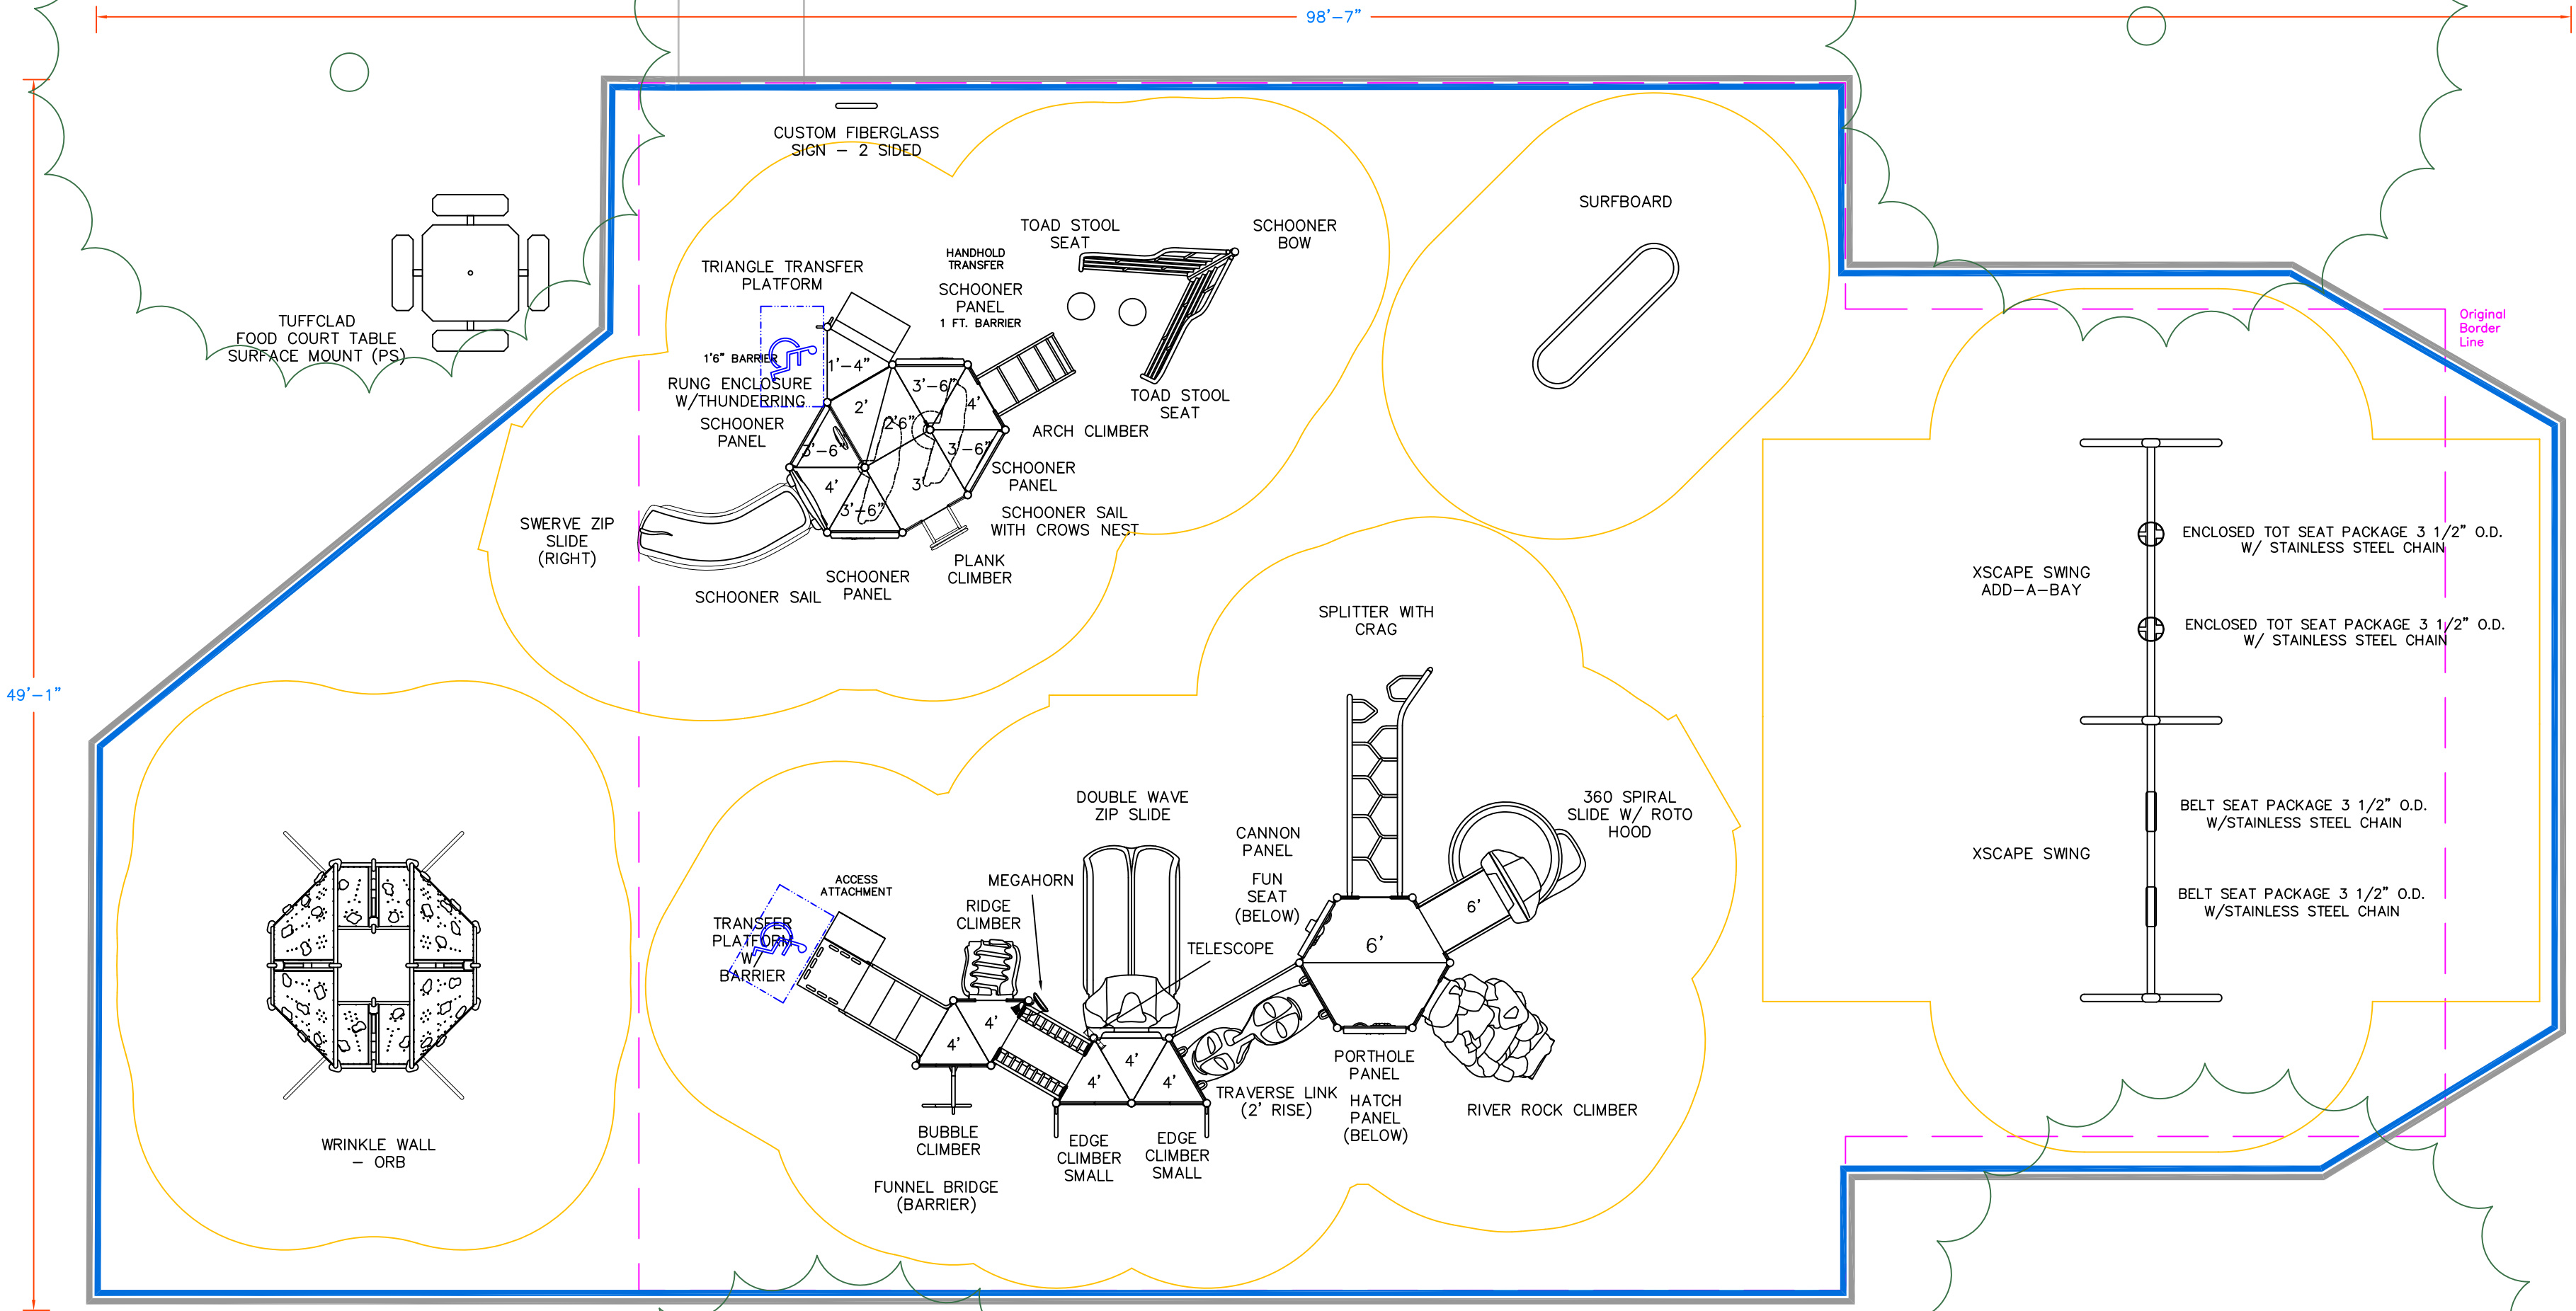 98'-7"
49'-1"
CUSTOM FIBERGLASS
SIGN - 2 SIDED
TUFFCLAD
FOOD COURT TABLE
SURFACE MOUNT (PS)
TRIANGLE TRANSFER
PLATFORM
HANDHOLD
TRANSFER
SCHOONER
PANEL
1 FT. BARRIER
TOAD STOOL
SEAT
SCHOONER
BOW
TOAD STOOL
SEAT
SURFBOARD
Original
Border
Line
1'6" BARRIER
RUNG ENCLOSURE
W/THUNDERRING
SCHOONER
PANEL
1'-4"
2'
3'-6"
4'
2'6"
3'-6"
3'-6"
4'
3'
3'-6"
ARCH CLIMBER
SCHOONER
PANEL
SCHOONER SAIL
WITH CROWS NEST
PLANK
CLIMBER
SWERVE ZIP
SLIDE
(RIGHT)
SCHOONER SAIL
SCHOONER
PANEL
XSCAPE SWING
ADD-A-BAY
ENCLOSED TOT SEAT PACKAGE 3 1/2" O.D.
W/ STAINLESS STEEL CHAIN
ENCLOSED TOT SEAT PACKAGE 3 1/2" O.D.
W/ STAINLESS STEEL CHAIN
XSCAPE SWING
BELT SEAT PACKAGE 3 1/2" O.D.
W/STAINLESS STEEL CHAIN
BELT SEAT PACKAGE 3 1/2" O.D.
W/STAINLESS STEEL CHAIN
SPLITTER WITH
CRAG
360 SPIRAL
SLIDE W/ ROTO
HOOD
DOUBLE WAVE
ZIP SLIDE
CANNON
PANEL
FUN
SEAT
(BELOW)
MEGAHORN
RIDGE
CLIMBER
ACCESS
ATTACHMENT
TRANSFER
PLATFORM
W/
BARRIER
TELESCOPE
6'
6'
4'
4'
4'
4'
4'
PORTHOLE
PANEL
HATCH
PANEL
(BELOW)
TRAVERSE LINK
(2' RISE)
RIVER ROCK CLIMBER
BUBBLE
CLIMBER
EDGE
CLIMBER
SMALL
EDGE
CLIMBER
SMALL
FUNNEL BRIDGE
(BARRIER)
WRINKLE WALL
- ORB